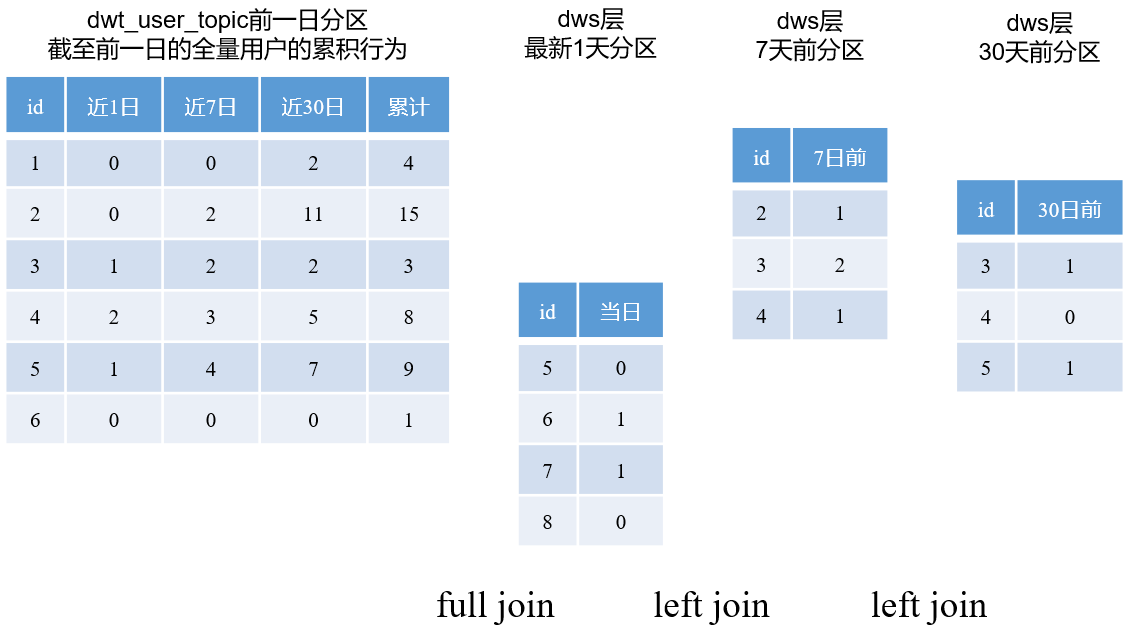 dwt_user_topic前一日分区
截至前一日的全量用户的累积行为
id 近1日 近7日 近30日 累计
1 0 0 2 4
2 0 2 11 15
3 1 2 2 3
4 2 3 5 8
5 1 4 7 9
6 0 0 0 1
dws层
最新1天分区
id 当日
5 0
6 1
7 1
8 0
dws层
7天前分区
id 7日前
2 1
3 2
4 1
dws层
30天前分区
id 30日前
3 1
4 0
5 1
full join left join left join